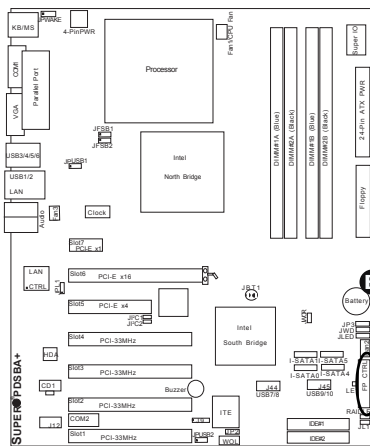 KB/MS
JPWARE
4-PinPWR
Fan1/CPU Fan
Super IO
COM1
Parallel Port
VGA
Processor
DIMM#1A (Blue)
DIMM#2A (Black)
DIMM#1B (Blue)
DIMM#2B (Black)
24-Pin ATX PWR
JFSB1
JFSB2
USB3/4/5/6
JPUSB1
USB1/2
LAN
Intel
North Bridge
Floppy
Audio
Clock
Slot7
PCI-E x1
LAN
CTRL
JPL1
Slot6
PCI-E x16
JBT1
Battery
Slot5
PCI-E x4
JPC1
JPC2
JP3
JWD
JLED
Slot4
PCI-33MHz
Intel
South Bridge
HDA
I-SATA1
I-SATA5
I-SATA0
I-SATA4
FP CTRL
Slot3
PCI-33MHz
CD1
Buzzer
J44
USB7/8
J45
USB9/10
Slot2
PCI-33MHz
COM2
ITE
IDE#1
IDE#2
Slot1
PCI-33MHz
JPUSB2
WOL
SUPER PDSBA+